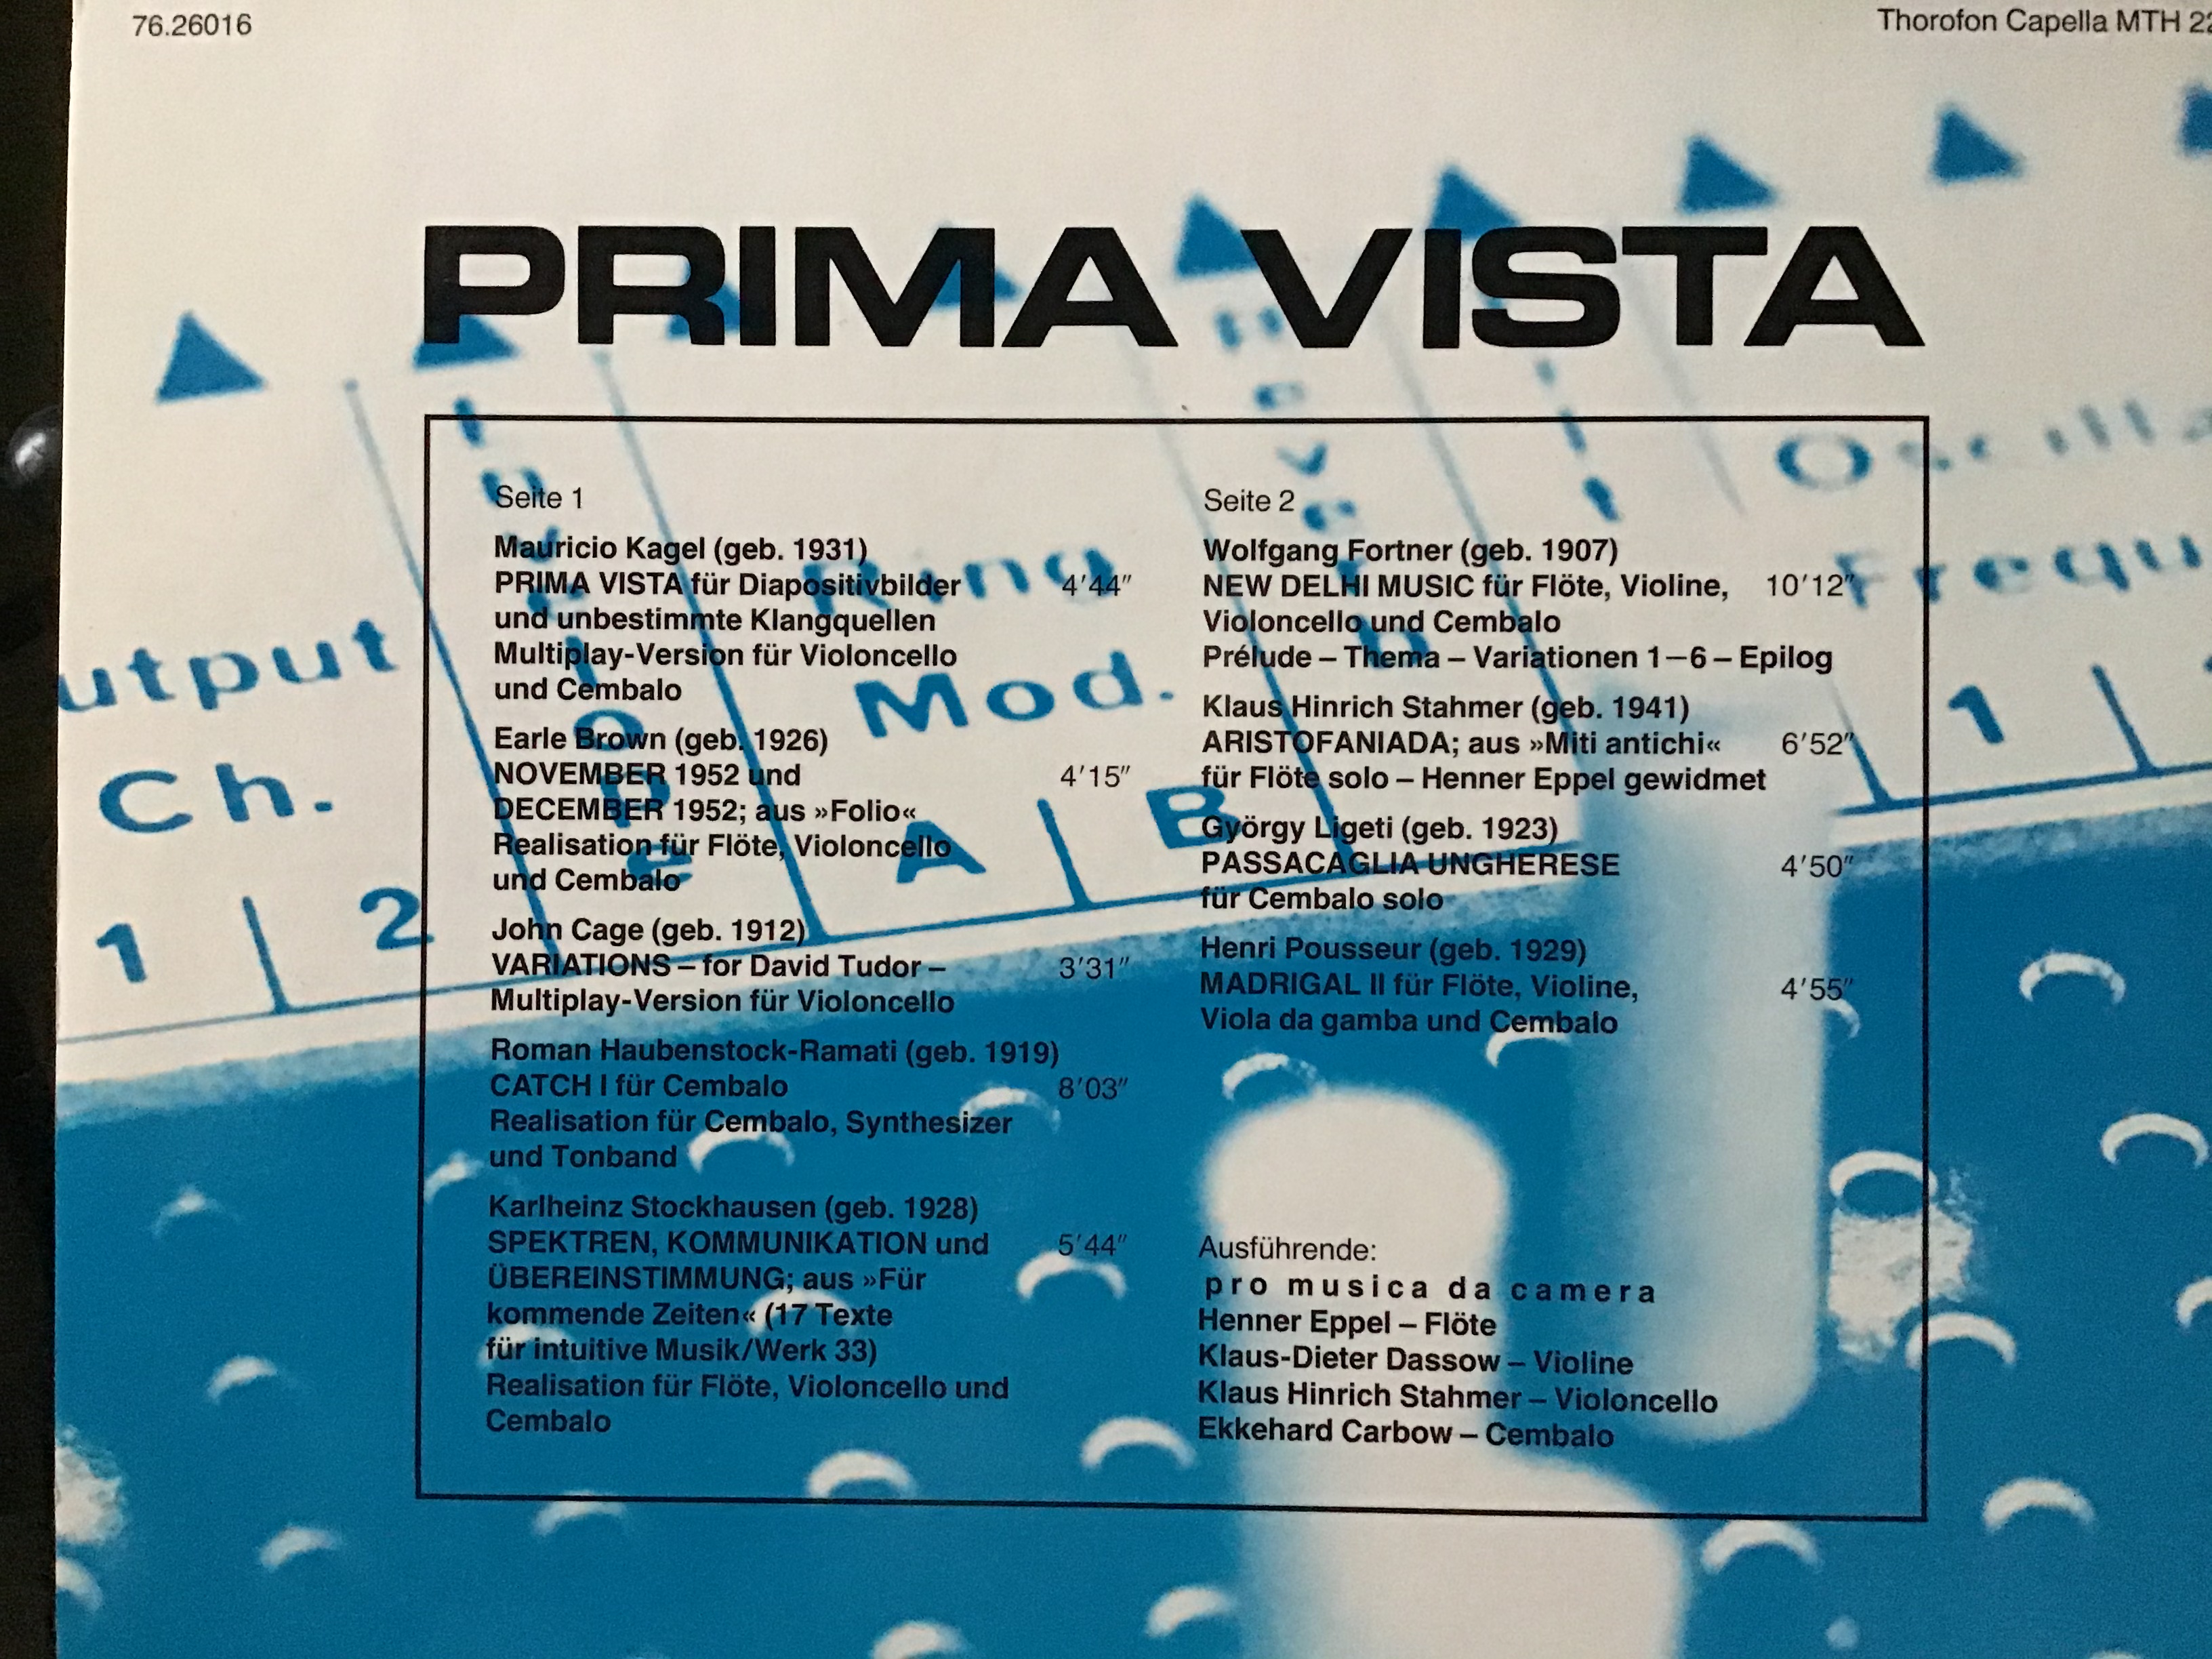 76.26016
Thorofon Capella MTH 22
PRIMA VISTA
Seite 1
Mauricio Kagel (geb. 1931)
PRIMA VISTA für Diapositivbilder 4′44″
und unbestimmte Klangquellen
Multiplay-Version für Violoncello
und Cembalo
Earle Brown (geb. 1926)
NOVEMBER 1952 und 4′15″
DECEMBER 1952; aus »Folio«
Realisation für Flöte, Violoncello
und Cembalo
John Cage (geb. 1912)
VARIATIONS – for David Tudor – 3′31″
Multiplay-Version für Violoncello
Roman Haubenstock-Ramati (geb. 1919)
CATCH I für Cembalo 8′03″
Realisation für Cembalo, Synthesizer
und Tonband
Karlheinz Stockhausen (geb. 1928)
SPEKTREN, KOMMUNIKATION und 5′44″
ÜBEREINSTIMMUNG; aus »Für
kommende Zeiten« (17 Texte
für intuitive Musik/Werk 33)
Realisation für Flöte, Violoncello und
Cembalo
Seite 2
Wolfgang Fortner (geb. 1907)
NEW DELHI MUSIC für Flöte, Violine, 10′12″
Violoncello und Cembalo
Prélude – Thema – Variationen 1–6 – Epilog
Klaus Hinrich Stahmer (geb. 1941)
ARISTOFANIADA; aus »Miti antichi« 6′52″
für Flöte solo – Henner Eppel gewidmet
György Ligeti (geb. 1923)
PASSACAGLIA UNGHERESE 4′50″
für Cembalo solo
Henri Pousseur (geb. 1929)
MADRIGAL II für Flöte, Violine, 4′55″
Viola da gamba und Cembalo
Ausführende:
pro musica da camera
Henner Eppel – Flöte
Klaus-Dieter Dassow – Violine
Klaus Hinrich Stahmer – Violoncello
Ekkehard Carbow – Cembalo
utput
Ch.
1 2
Envelope
Ring
Mod.
A B
Reverb
Oscilla
Frequ
1